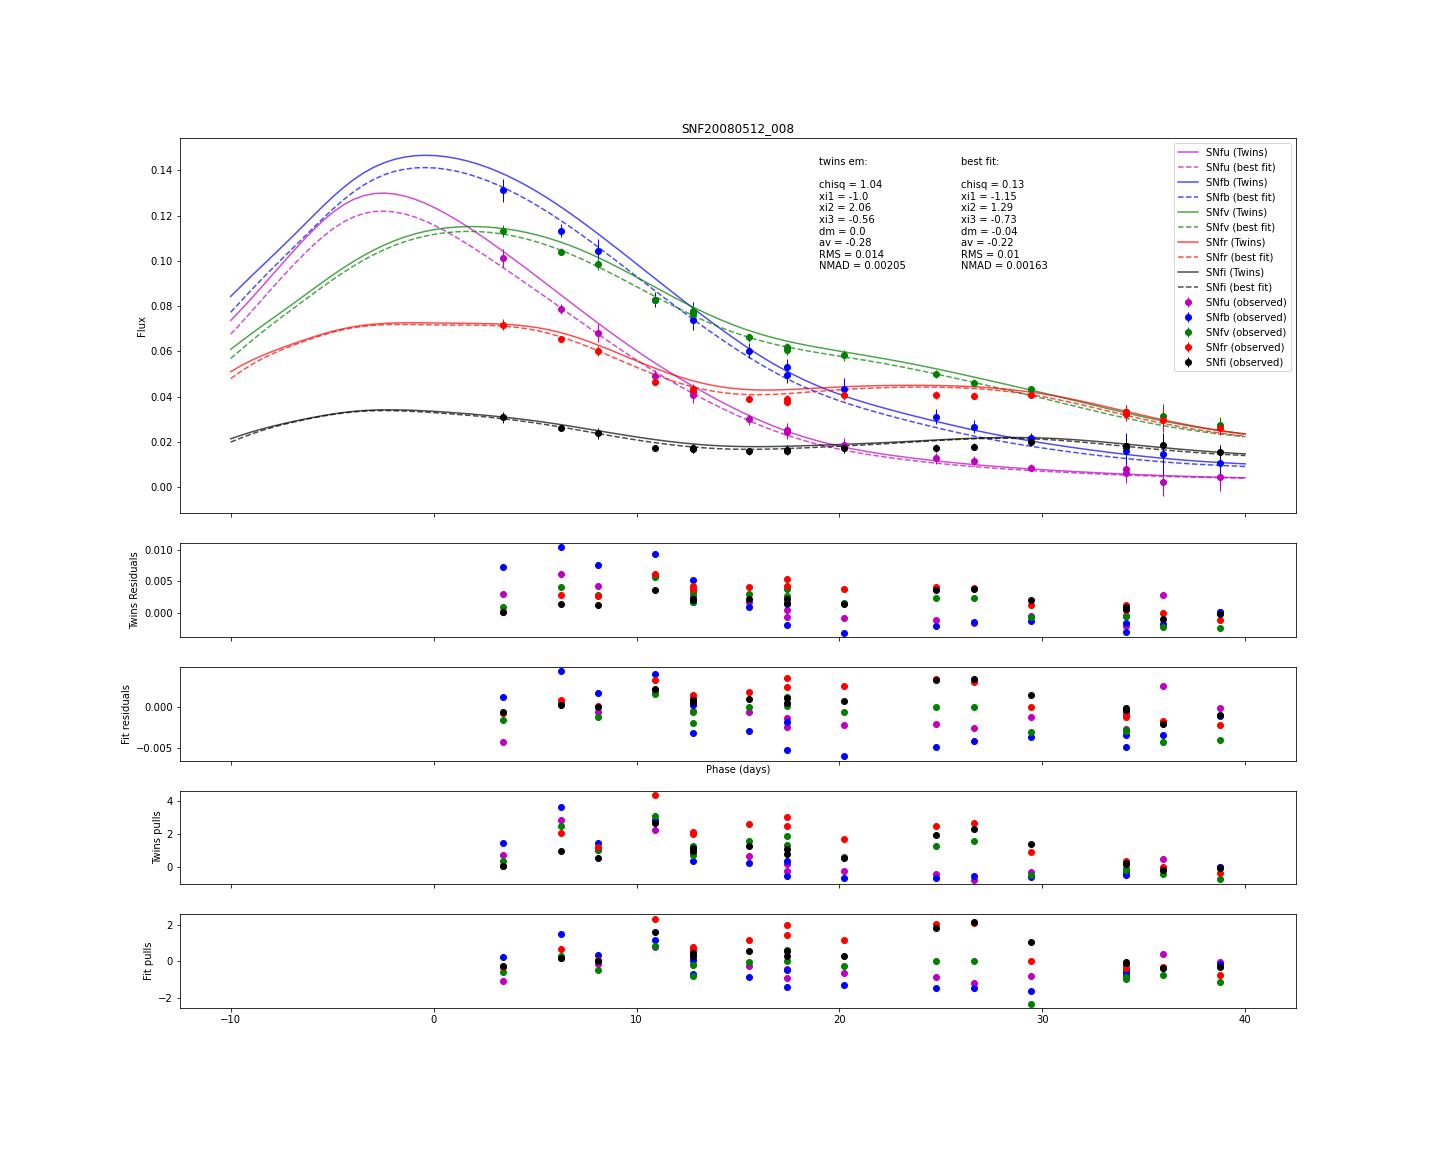 SNF20080512_008
Flux
0.14
0.12
0.10
0.08
0.06
0.04
0.02
0.00
twins em:
chisq = 1.04
xi1 = -1.0
xi2 = 2.06
xi3 = -0.56
dm = 0.0
av = -0.28
RMS = 0.014
NMAD = 0.00205
best fit:
chisq = 0.13
xi1 = -1.15
xi2 = 1.29
xi3 = -0.73
dm = -0.04
av = -0.22
RMS = 0.01
NMAD = 0.00163
SNfu (Twins)
SNfu (best fit)
SNfb (Twins)
SNfb (best fit)
SNfv (Twins)
SNfv (best fit)
SNfr (Twins)
SNfr (best fit)
SNfi (Twins)
SNfi (best fit)
SNfu (observed)
SNfb (observed)
SNfv (observed)
SNfr (observed)
SNfi (observed)
Twins Residuals
0.010
0.005
0.000
Fit residuals
0.000
−0.005
Phase (days)
Twins pulls
4
2
0
Fit pulls
2
0
−2
−10
0
10
20
30
40